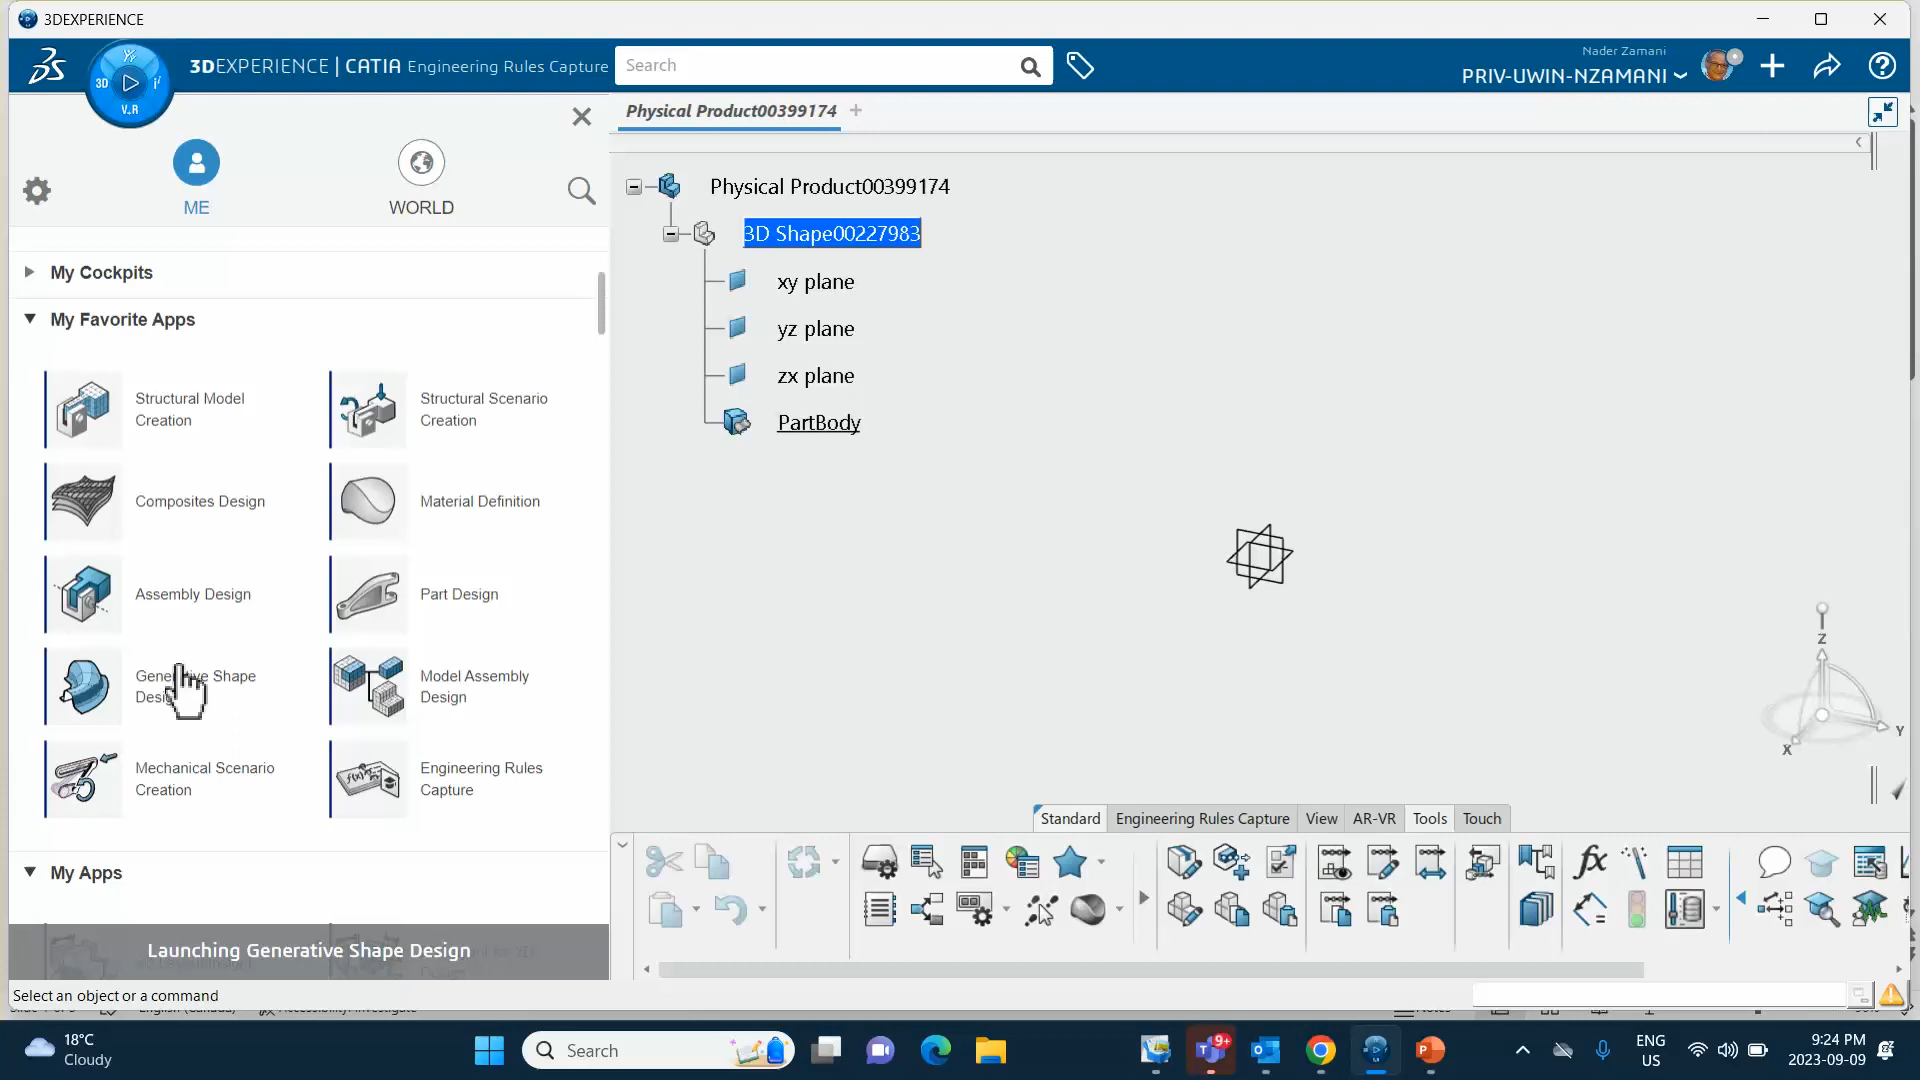 3DEXPERIENCE
3DEXPERIENCE | CATIA Engineering Rules Capture
Search
Nader Zamani
PRIV-UWIN-NZAMANI
3D
V.R
ME
WORLD
My Cockpits
My Favorite Apps
Structural Model
Creation
Structural Scenario
Creation
Composites Design
Material Definition
Assembly Design
Part Design
Generative Shape
Design
Model Assembly
Design
Mechanical Scenario
Creation
Engineering Rules
Capture
My Apps
Launching Generative Shape Design
Physical Product00399174
Physical Product00399174
3D Shape00227983
xy plane
yz plane
zx plane
PartBody
Z
Y
X
Standard
Engineering Rules Capture
View
AR-VR
Tools
Touch
Select an object or a command
18°C
Cloudy
Search
9+
ENG
US
9:24 PM
2023-09-09